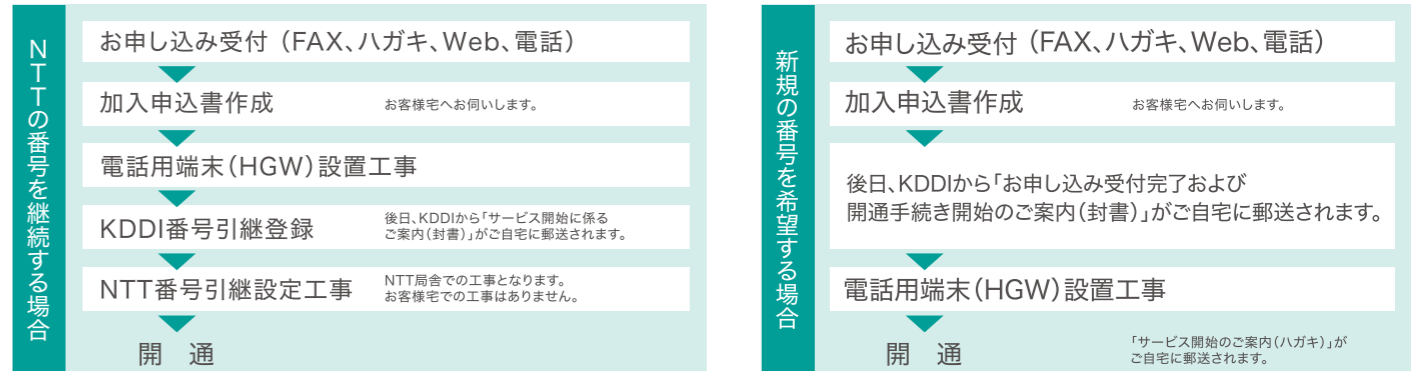 NTTの番号を継続する場合
お申し込み受付（FAX、ハガキ、Web、電話）
加入申込書作成
お客様宅へお伺いします。
電話用端末（HGW）設置工事
KDDI番号引継登録
後日、KDDIから「サービス開始に係る
ご案内（封書）」がご自宅に郵送されます。
NTT番号引継設定工事
NTT局舎での工事となります。
お客様宅での工事はありません。
開　通
新規の番号を希望する場合
お申し込み受付（FAX、ハガキ、Web、電話）
加入申込書作成
お客様宅へお伺いします。
後日、KDDIから「お申し込み受付完了および
開通手続き開始のご案内（封書）」がご自宅に郵送されます。
電話用端末（HGW）設置工事
開　通
「サービス開始のご案内（ハガキ）」が
ご自宅に郵送されます。